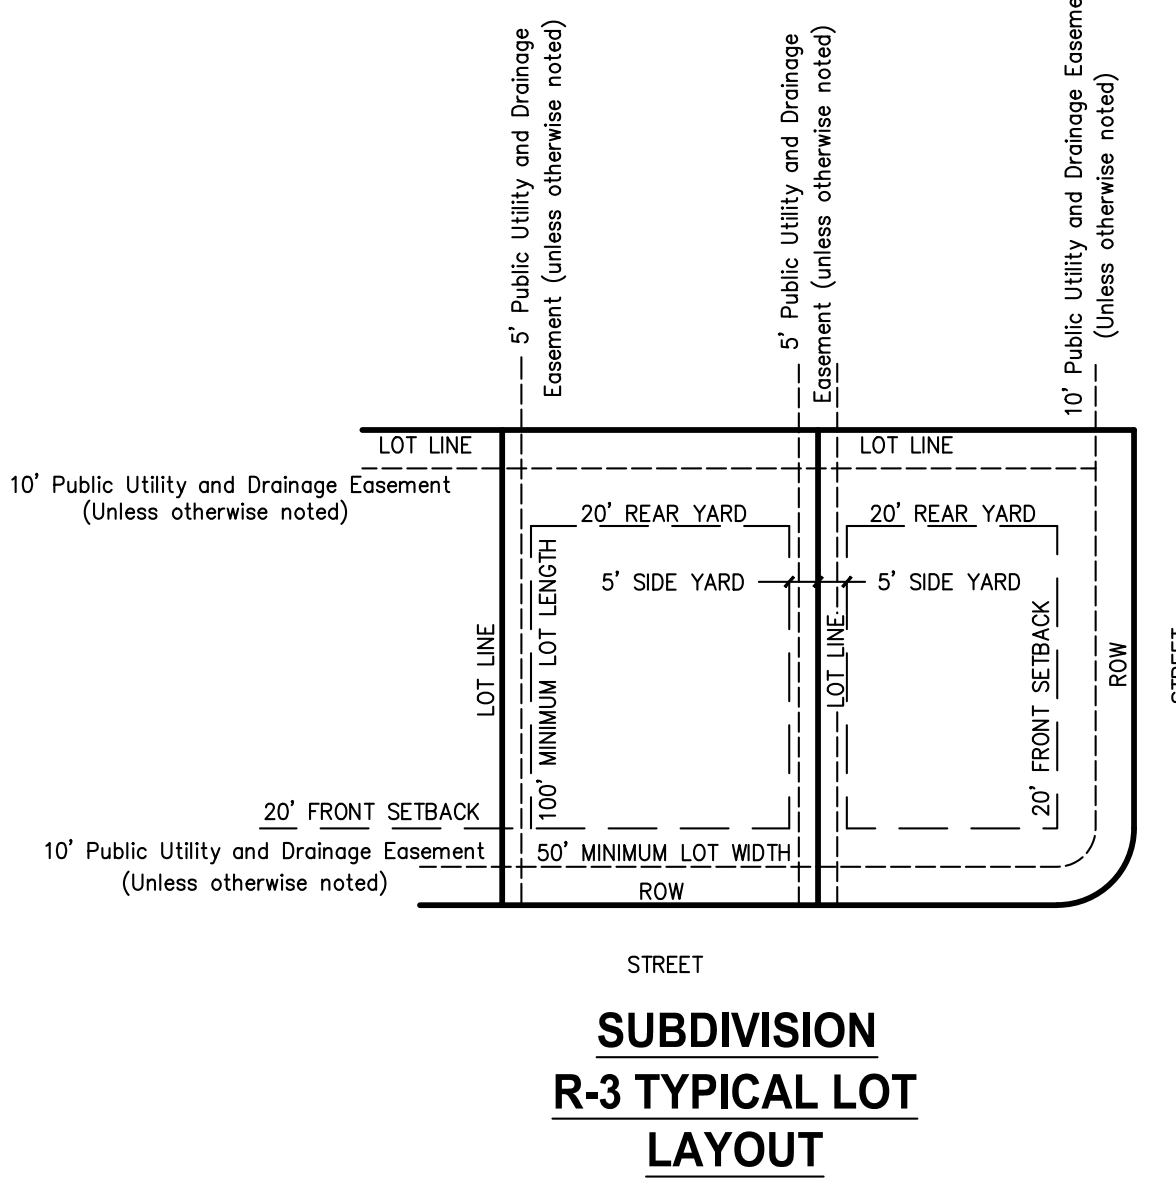 5' Public Utility and Drainage
Easement (unless otherwise noted)
5' Public Utility and Drainage
Easement (unless otherwise noted)
10' Public Utility and Drainage
(Unless otherwise noted)
LOT LINE
LOT LINE
10' Public Utility and Drainage Easement
(Unless otherwise noted)
20' REAR YARD
20' REAR YARD
5' SIDE YARD
5' SIDE YARD
LOT LINE
100' MINIMUM LOT LENGTH
LOT LINE
20' FRONT SETBACK
ROW
20' FRONT SETBACK
10' Public Utility and Drainage Easement
(Unless otherwise noted)
50' MINIMUM LOT WIDTH
ROW
STREET
SUBDIVISION
R-3 TYPICAL LOT
LAYOUT